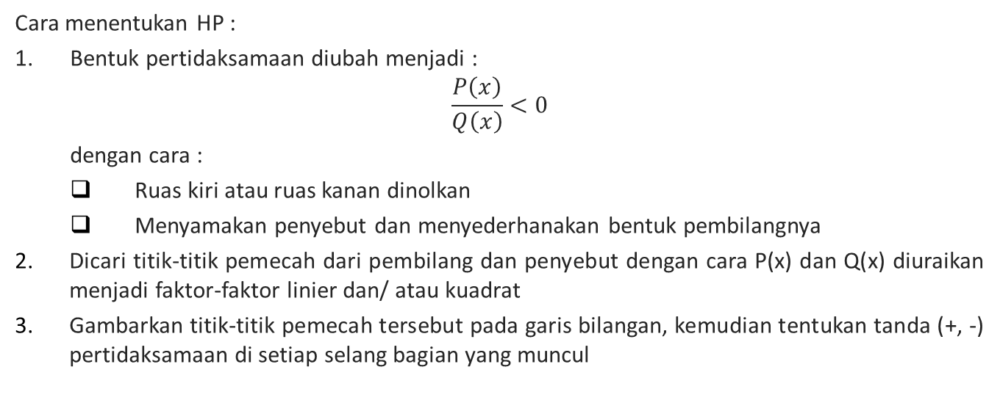 Cara menentukan HP :
1. Bentuk pertidaksamaan diubah menjadi :
P(x)
Q(x) < 0
dengan cara :
❑ Ruas kiri atau ruas kanan dinolkan
❑ Menyamakan penyebut dan menyederhanakan bentuk pembilangnya
2. Dicari titik-titik pemecah dari pembilang dan penyebut dengan cara P(x) dan Q(x) diuraikan
menjadi faktor-faktor linier dan/ atau kuadrat
3. Gambarkan titik-titik pemecah tersebut pada garis bilangan, kemudian tentukan tanda (+, -)
pertidaksamaan di setiap selang bagian yang muncul